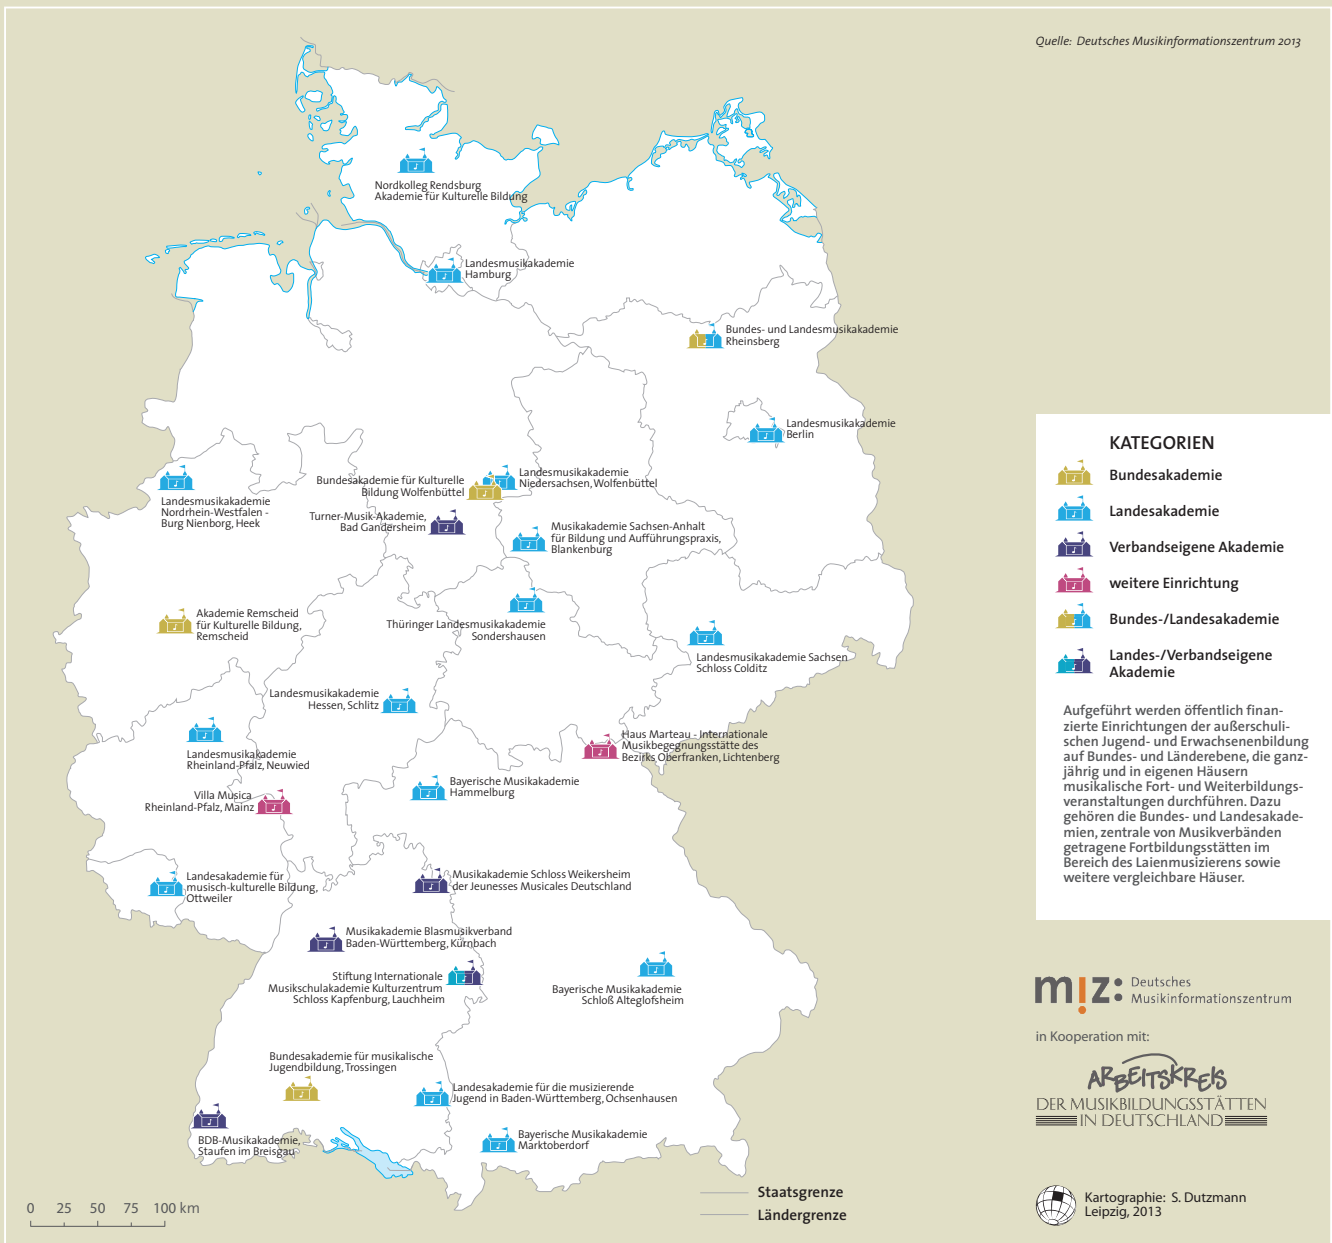 Quelle: Deutsches Musikinformationszentrum 2013
Nordkolleg Rendsburg
Akademie für Kulturelle Bildung
Landesmusikakademie
Hamburg
Bundes- und Landesmusikakademie
Rheinsberg
Landesmusikakademie
Berlin
Landesmusikakademie
Nordrhein-Westfalen -
Burg Nienborg, Heek
Bundesakademie für Kulturelle
Bildung Wolfenbüttel
Landesmusikakademie
Niedersachsen, Wolfenbüttel
Turner-Musik-Akademie,
Bad Gandersheim
Musikakademie Sachsen-Anhalt
für Bildung und Aufführungspraxis,
Blankenburg
Akademie Remscheid
für Kulturelle Bildung,
Remscheid
Thüringer Landesmusikakademie
Sondershausen
Landesmusikakademie Sachsen
Schloss Colditz
Landesmusikakademie
Hessen, Schlitz
Landesmusikakademie
Rheinland-Pfalz, Neuwied
Haus Marteau - Internationale
Musikbegegnungsstätte des
Bezirks Oberfranken, Lichtenberg
Villa Musica
Rheinland-Pfalz, Mainz
Bayerische Musikakademie
Hammelburg
Landesakademie für
musisch-kulturelle Bildung,
Ottweiler
Musikakademie Schloss Weikersheim
der Jeunesses Musicales Deutschland
Musikakademie Blasmusikverband
Baden-Württemberg, Kürnbach
Stiftung Internationale
Musikschulakademie Kulturzentrum
Schloss Kapfenburg, Lauchheim
Bayerische Musikakademie
Schloß Alteglofsheim
Bundesakademie für musikalische
Jugendbildung, Trossingen
Landesakademie für die musizierende
Jugend in Baden-Württemberg, Ochsenhausen
BDB-Musikakademie,
Staufen im Breisgau
Bayerische Musikakademie
Marktoberdorf
KATEGORIEN
Bundesakademie
Landesakademie
Verbandseigene Akademie
weitere Einrichtung
Bundes-/Landesakademie
Landes-/Verbandseigene
Akademie
Aufgeführt werden öffentlich finan-
zierte Einrichtungen der außerschuli-
schen Jugend- und Erwachsenenbildung
auf Bundes- und Länderebene, die ganz-
jährig und in eigenen Häusern
musikalische Fort- und Weiterbildungs-
veranstaltungen durchführen. Dazu
gehören die Bundes- und Landesakade-
mien, zentrale von Musikverbänden
getragene Fortbildungsstätten im
Bereich des Laienmusizierens sowie
weitere vergleichbare Häuser.
m!z: Deutsches
Musikinformationszentrum
in Kooperation mit:
ARBEITSKREIS
DER MUSIKBILDUNGSSTÄTTEN
IN DEUTSCHLAND
0 25 50 75 100 km
Staatsgrenze
Ländergrenze
Kartographie: S. Dutzmann
Leipzig, 2013